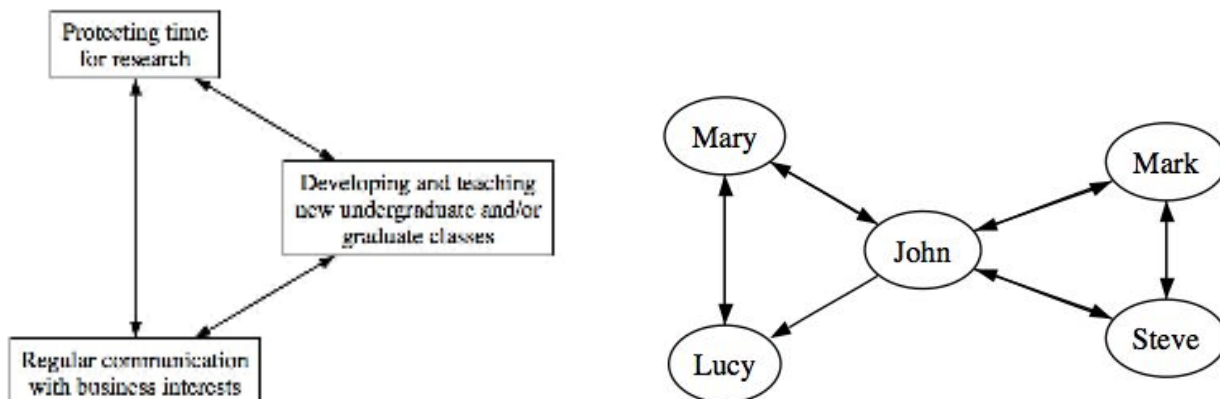 Protecting time
for research
Developing and teaching
new undergraduate and/or
graduate classes
Regular communication
with business interests
Mary
Mark
John
Lucy
Steve